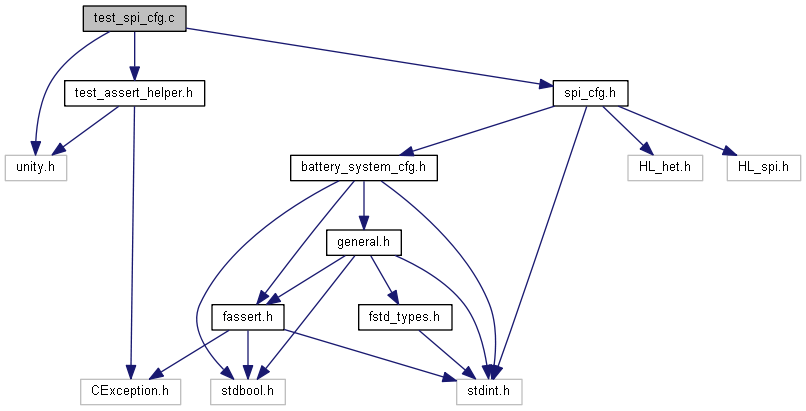 test_spi_cfg.c
test_assert_helper.h
spi_cfg.h
unity.h
battery_system_cfg.h
HL_het.h
HL_spi.h
general.h
fassert.h
fstd_types.h
CException.h
stdbool.h
stdint.h